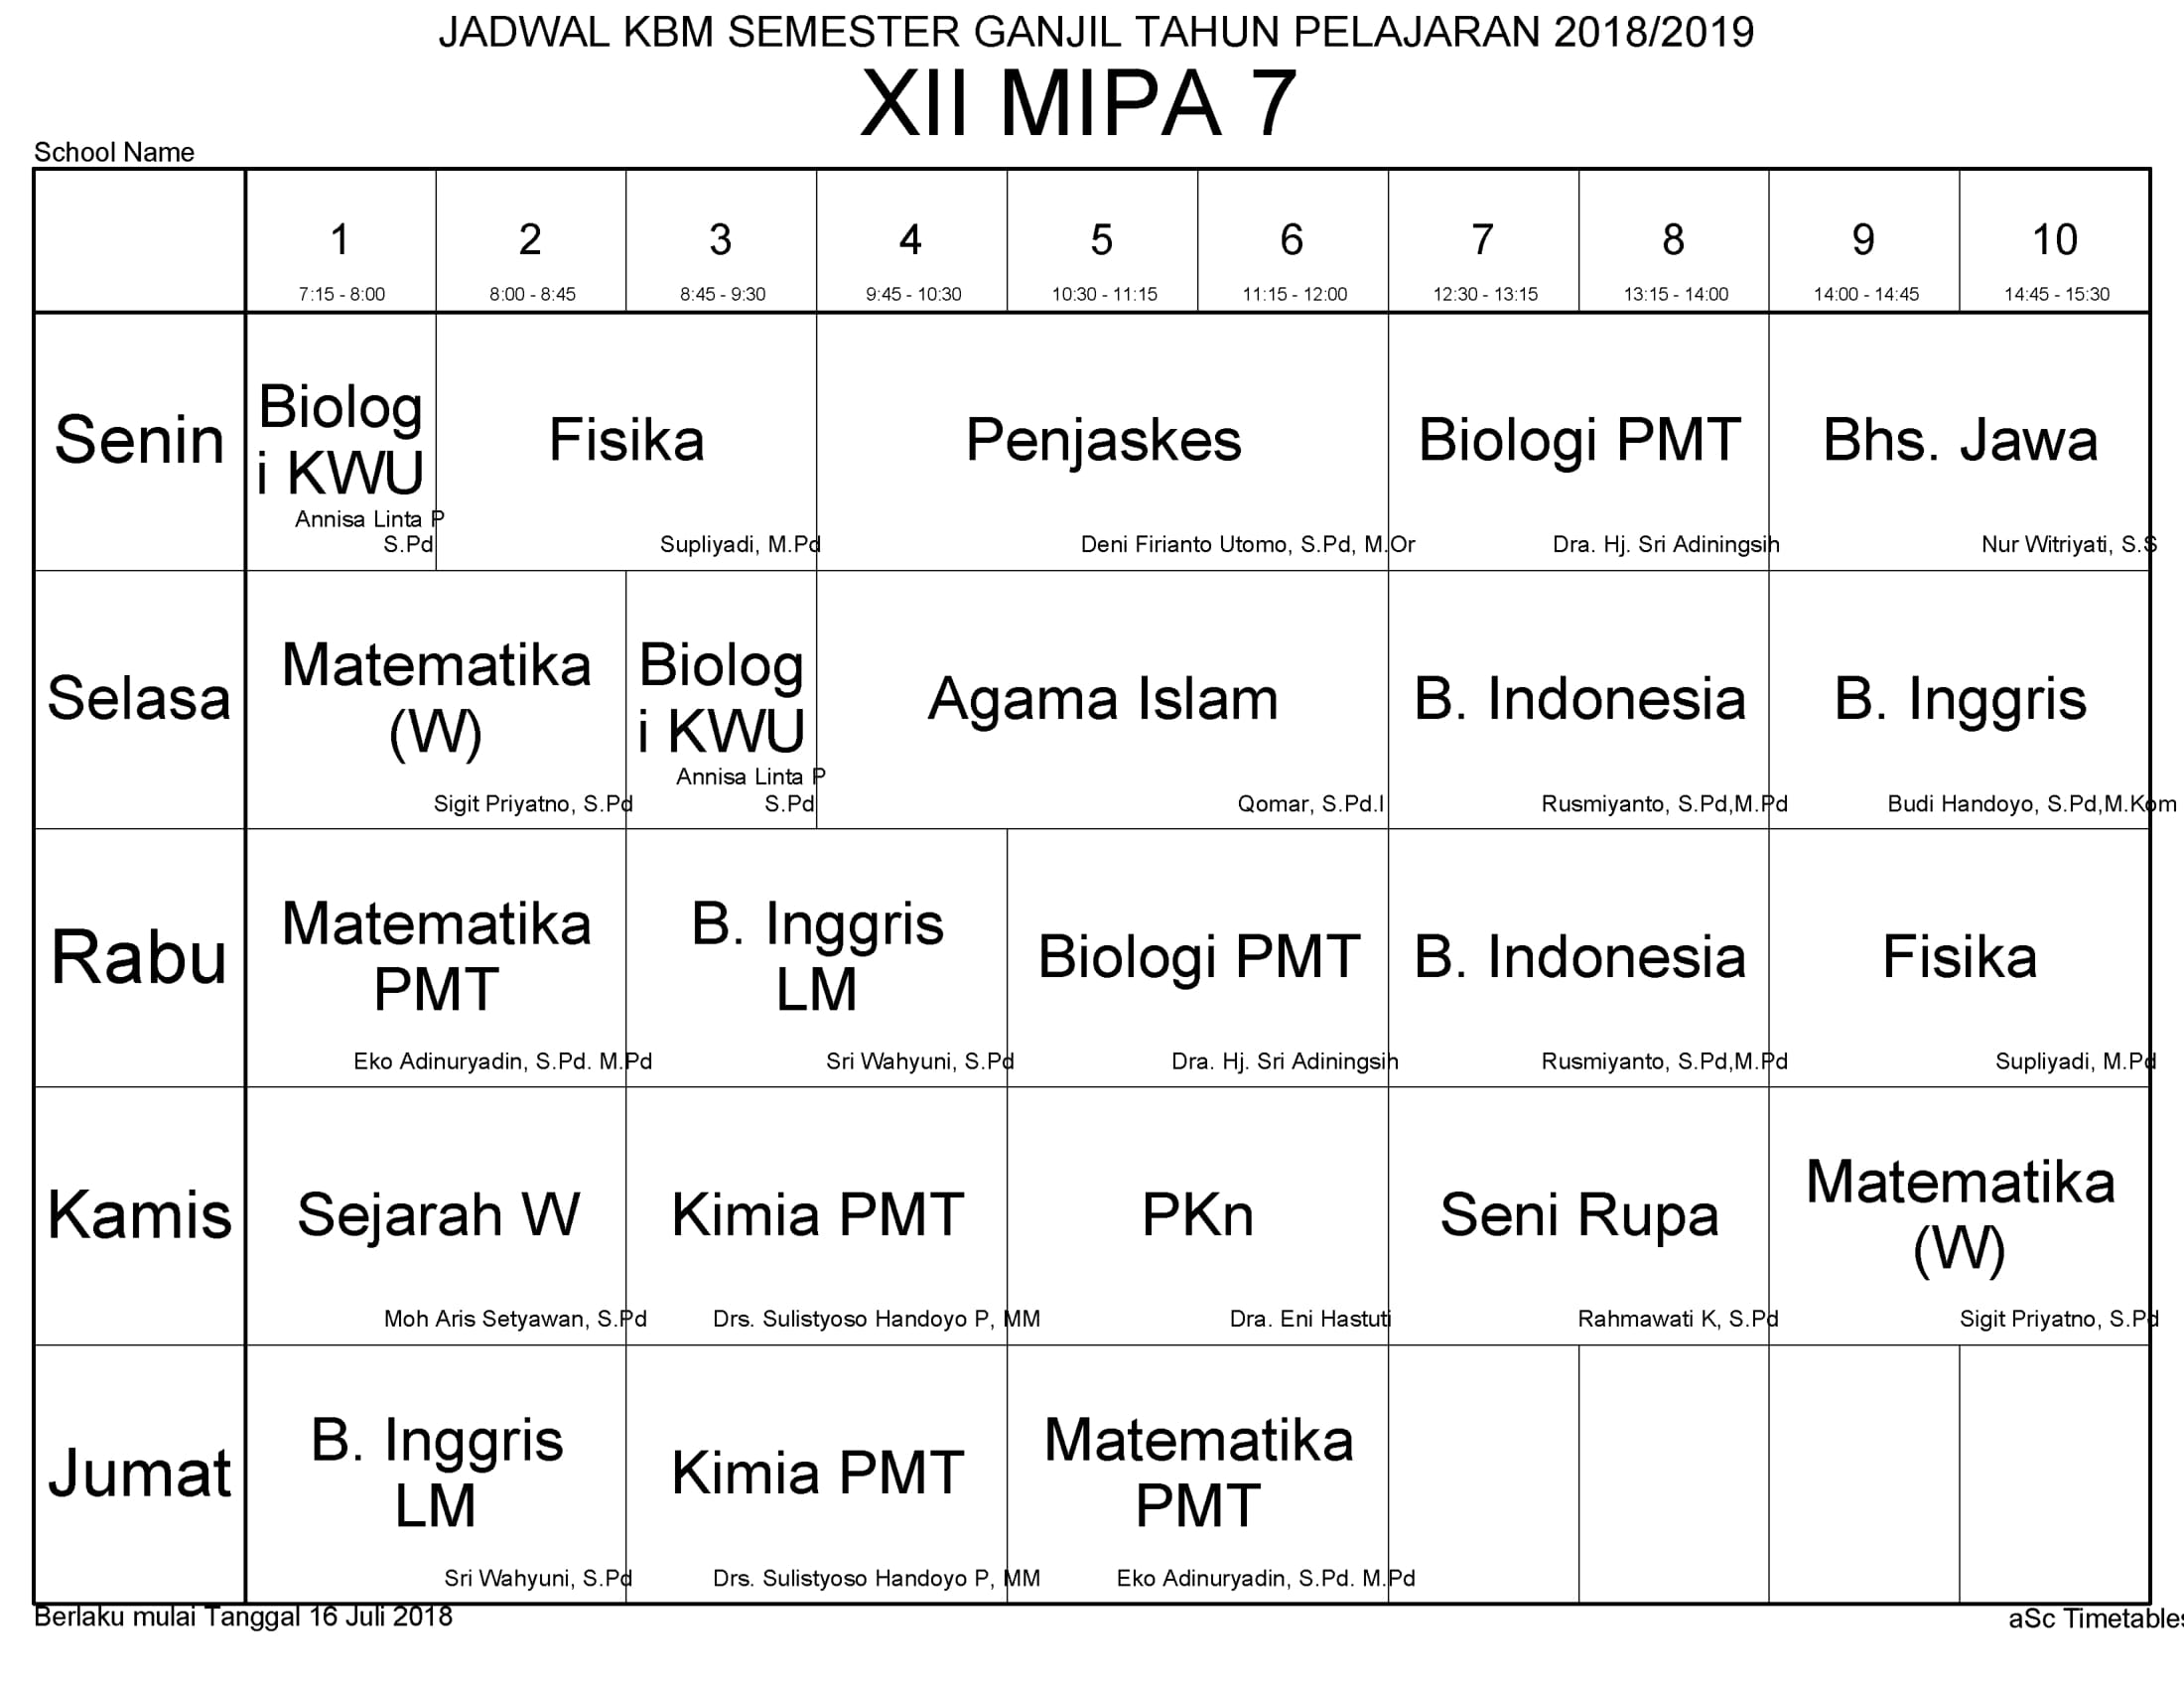 JADWAL KBM SEMESTER GANJIL TAHUN PELAJARAN 2018/2019
XII MIPA 7
School Name
1 2 3 4 5 6 7 8 9 10
7:15 - 8:00 8:00 - 8:45 8:45 - 9:30 9:45 - 10:30 10:30 - 11:15 11:15 - 12:00 12:30 - 13:15 13:15 - 14:00 14:00 - 14:45 14:45 - 15:30
Senin
Biolog
i KWU
Annisa Linta P
S.Pd
Fisika
Supliyadi, M.Pd
Penjaskes
Deni Firianto Utomo, S.Pd, M.Or
Biologi PMT
Dra. Hj. Sri Adiningsih
Bhs. Jawa
Nur Witriyati, S.S
Selasa
Matematika
(W)
Sigit Priyatno, S.Pd
Biolog
i KWU
Annisa Linta P
S.Pd
Agama Islam
Qomar, S.Pd.I
B. Indonesia
Rusmiyanto, S.Pd,M.Pd
B. Inggris
Budi Handoyo, S.Pd,M.Kom
Rabu
Matematika
PMT
Eko Adinuryadin, S.Pd. M.Pd
B. Inggris
LM
Sri Wahyuni, S.Pd
Biologi PMT
Dra. Hj. Sri Adiningsih
B. Indonesia
Rusmiyanto, S.Pd,M.Pd
Fisika
Supliyadi, M.Pd
Kamis
Sejarah W
Moh Aris Setyawan, S.Pd
Kimia PMT
Drs. Sulistyoso Handoyo P, MM
PKn
Dra. Eni Hastuti
Seni Rupa
Rahmawati K, S.Pd
Matematika
(W)
Sigit Priyatno, S.Pd
Jumat
B. Inggris
LM
Sri Wahyuni, S.Pd
Kimia PMT
Drs. Sulistyoso Handoyo P, MM
Matematika
PMT
Eko Adinuryadin, S.Pd. M.Pd
Berlaku mulai Tanggal 16 Juli 2018
aSc Timetables